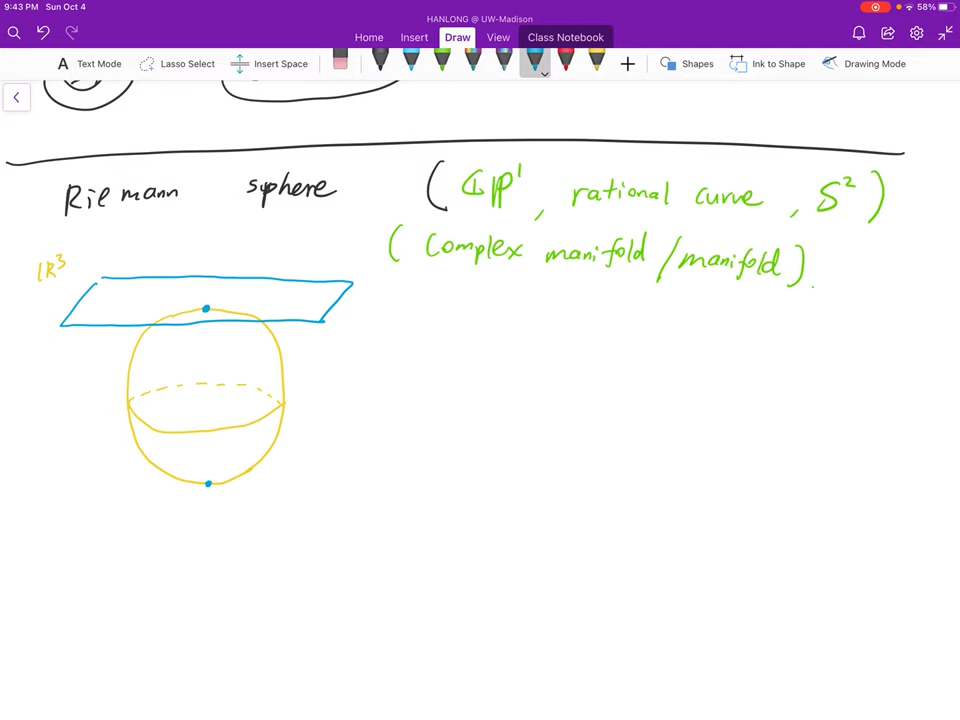 9:43 PM Sun Oct 4
58%
HANLONG @ UW-Madison
Home Insert Draw View Class Notebook
A Text Mode Lasso Select Insert Space Shapes Ink to Shape Drawing Mode
Riemann sphere (ℂℙ¹, rational curve, S²)
(Complex manifold/manifold).
ℝ³